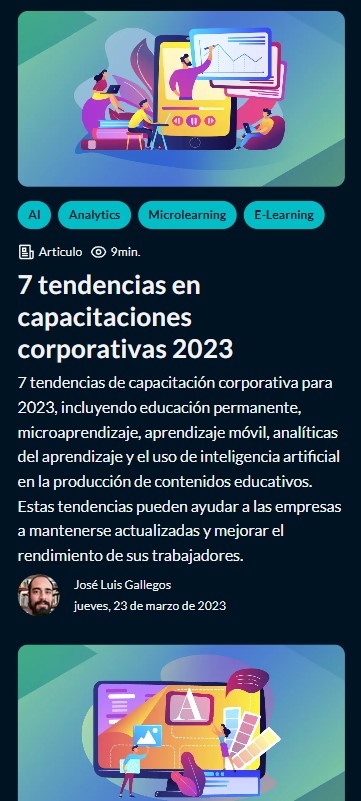 AI
Analytics
Microlearning
E-Learning
Articulo
9min.
7 tendencias en
capacitaciones
corporativas 2023
7 tendencias de capacitación corporativa para
2023, incluyendo educación permanente,
microaprendizaje, aprendizaje móvil, analíticas
del aprendizaje y el uso de inteligencia artificial
en la producción de contenidos educativos.
Estas tendencias pueden ayudar a las empresas
a mantenerse actualizadas y mejorar el
rendimiento de sus trabajadores.
José Luis Gallegos
jueves, 23 de marzo de 2023
A